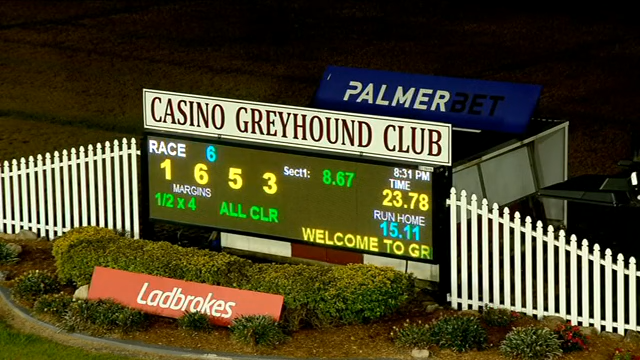 PALMERBET
CASINO GREYHOUND CLUB
RACE 6
8:31 PM
1 6 5 3
Sect1: 8.67
TIME
23.78
MARGINS
1/2 x 4
ALL CLR
RUN HOME
15.11
WELCOME TO GR
Ladbrokes